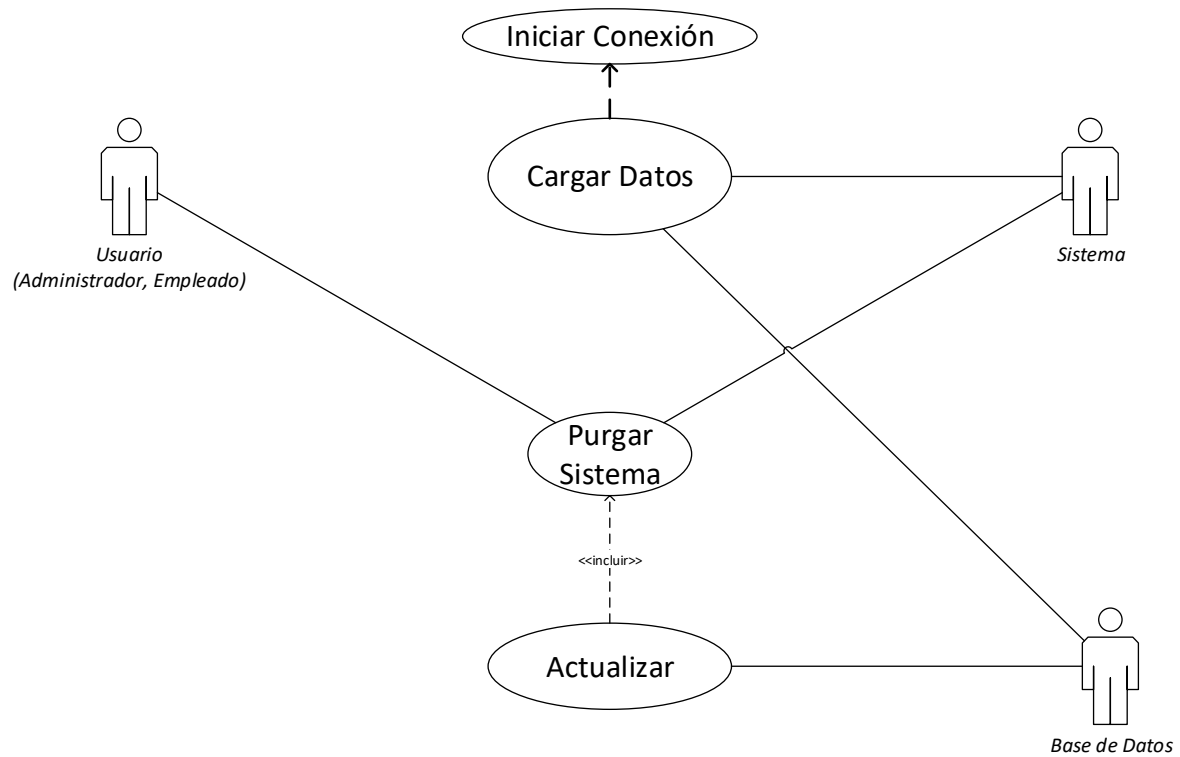 Iniciar Conexión
Cargar Datos
Usuario
(Administrador, Empleado)
Sistema
Purgar
Sistema
<<incluir>>
Actualizar
Base de Datos